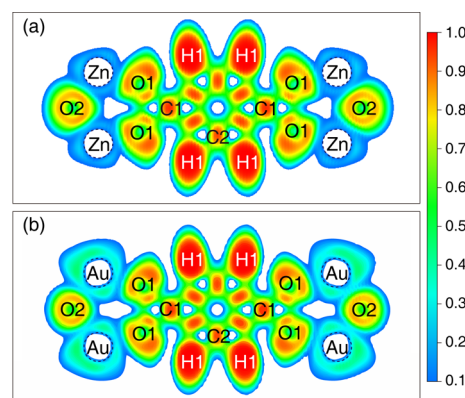 (a)
H1 H1
Zn O1 O1 Zn
O2 C1 C1 O2
O1 O1
Zn C2 Zn
H1 H1
(b)
H1 H1
Au O1 O1 Au
O2 C1 C1 O2
O1 O1
Au C2 Au
H1 H1
1.0
0.9
0.8
0.7
0.6
0.5
0.4
0.3
0.2
0.1